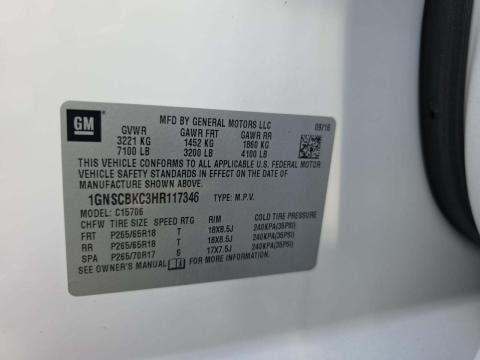 GM
MFD BY GENERAL MOTORS LLC 09/16
GVWR GAWR FRT GAWR RR
3221 KG 1452 KG 1860 KG
7100 LB 3200 LB 4100 LB
THIS VEHICLE CONFORMS TO ALL APPLICABLE U.S. FEDERAL MOTOR
VEHICLE SAFETY, BUMPER, AND THEFT PREVENTION STANDARDS IN
EFFECT ON THE DATE OF MANUFACTURE SHOWN ABOVE.
1GNSCBKC3HR117346 TYPE: M.P.V.
MODEL: C15706
CHFW TIRE SIZE SPEED RTG R/M COLD TIRE PRESSURE
FRT P265/65R18 T 18X8.5J 240KPA(35PSI)
RR P265/65R18 T 18X8.5J 240KPA(35PSI)
SPA P265/70R17 S 17X7.5J 240KPA(35PSI)
SEE OWNER'S MANUAL FOR MORE INFORMATION.